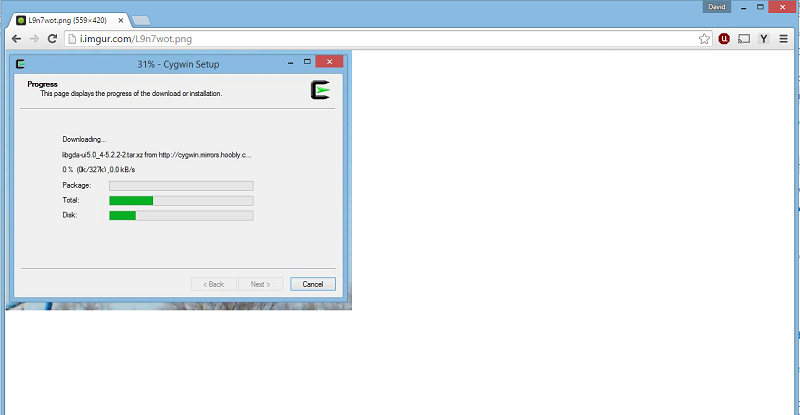 David
L9n7wot.png (559×420)
i.imgur.com/L9n7wot.png
31% - Cygwin Setup
Progress
This page displays the progress of the download or installation.
Downloading...
libgda-ui5.0_4-5.2.2-2.tar.xz from http://cygwin.mirrors.hoobly.c...
0 % (0k/327k) 0.0 kB/s
Package:
Total:
Disk:
< Back Next > Cancel